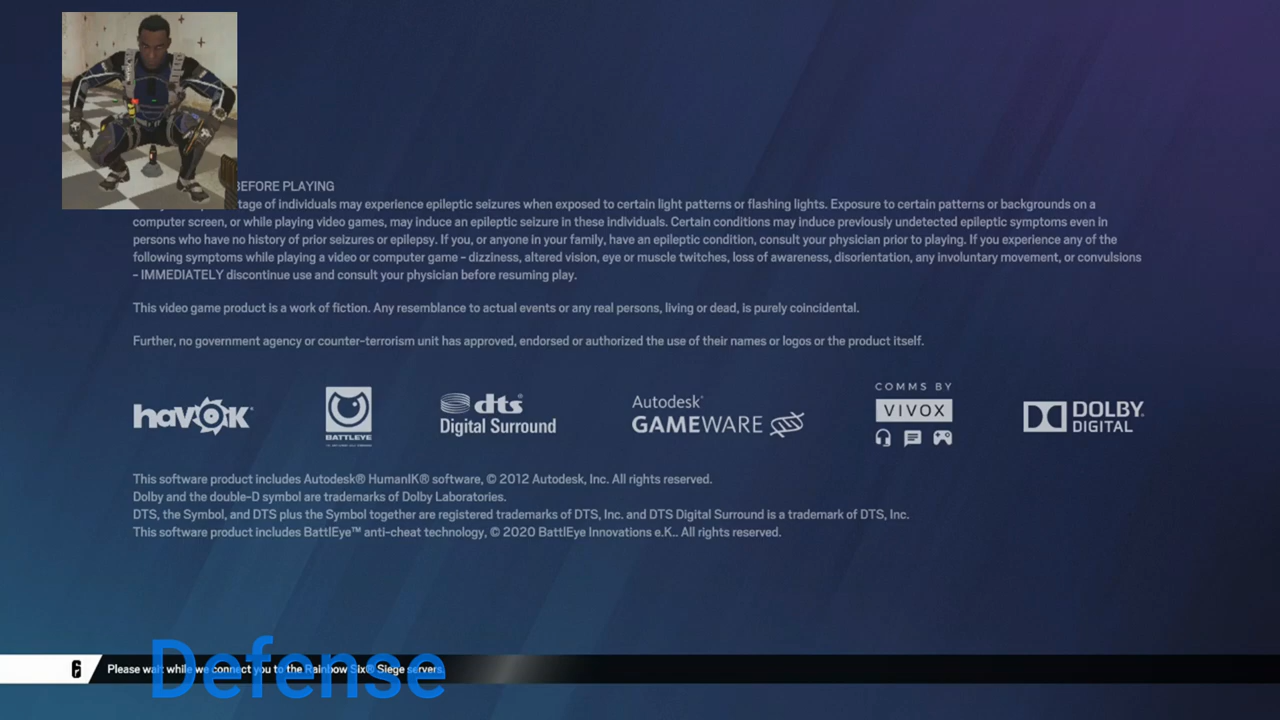 BEFORE PLAYING
tage of individuals may experience epileptic seizures when exposed to certain light patterns or flashing lights. Exposure to certain patterns or backgrounds on a
computer screen, or while playing video games, may induce an epileptic seizure in these individuals. Certain conditions may induce previously undetected epileptic symptoms even in
persons who have no history of prior seizures or epilepsy. If you, or anyone in your family, have an epileptic condition, consult your physician prior to playing. If you experience any of the
following symptoms while playing a video or computer game - dizziness, altered vision, eye or muscle twitches, loss of awareness, disorientation, any involuntary movement, or convulsions
- IMMEDIATELY discontinue use and consult your physician before resuming play.
This video game product is a work of fiction. Any resemblance to actual events or any real persons, living or dead, is purely coincidental.
Further, no government agency or counter-terrorism unit has approved, endorsed or authorized the use of their names or logos or the product itself.
havok
BATTLEYE
dts
Digital Surround
Autodesk®
GAMEWARE
COMMS BY
VIVOX
DOLBY
DIGITAL
This software product includes Autodesk® HumanIK® software, © 2012 Autodesk, Inc. All rights reserved.
Dolby and the double-D symbol are trademarks of Dolby Laboratories.
DTS, the Symbol, and DTS plus the Symbol together are registered trademarks of DTS, Inc. and DTS Digital Surround is a trademark of DTS, Inc.
This software product includes BattlEye™ anti-cheat technology, © 2020 BattlEye Innovations e.K.. All rights reserved.
6
Please wait while we connect you to the Rainbow Six® Siege servers.
Defense